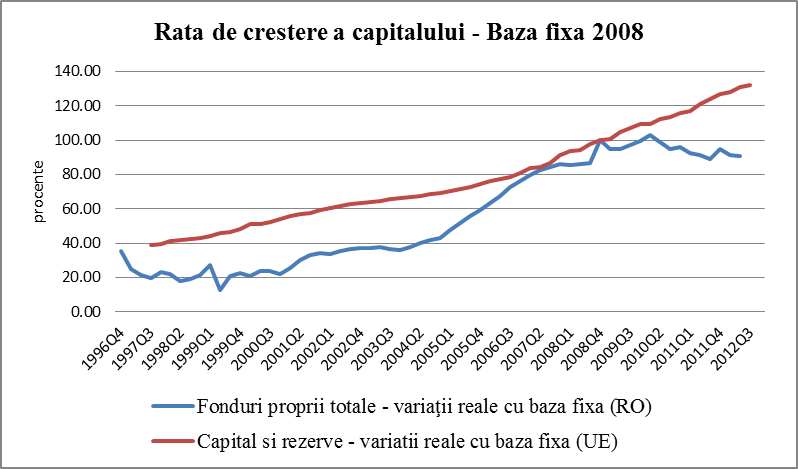 Rata de crestere a capitalului - Baza fixa 2008
procente
140.00
120.00
100.00
80.00
60.00
40.00
20.00
0.00
1996Q4
1997Q3
1998Q2
1999Q1
1999Q4
2000Q3
2001Q2
2002Q1
2002Q4
2003Q3
2004Q2
2005Q1
2005Q4
2006Q3
2007Q2
2008Q1
2008Q4
2009Q3
2010Q2
2011Q1
2011Q4
2012Q3
Fonduri proprii totale - variaţii reale cu baza fixa (RO)
Capital si rezerve - variatii reale cu baza fixa (UE)